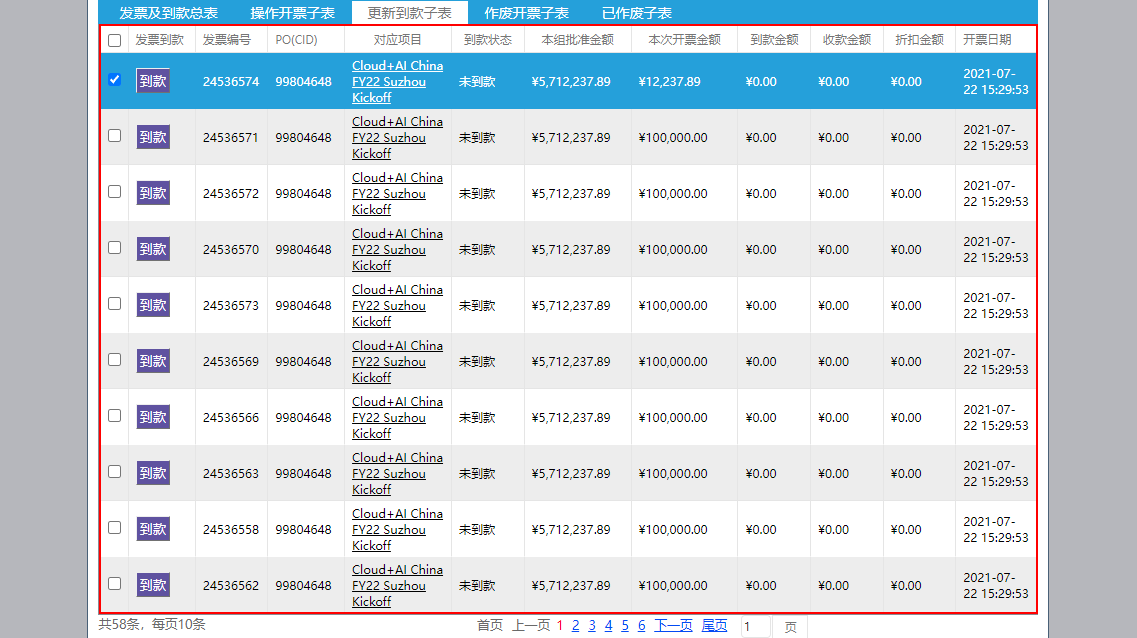 发票及到款总表 操作开票子表 更新到款子表 作废开票子表 已作废子表
发票到款 发票编号 PO(CID) 对应项目 到款状态 本组批准金额 本次开票金额 到款金额 收款金额 折扣金额 开票日期
到款 24536574 99804648 Cloud+AI China FY22 Suzhou Kickoff 未到款 ¥5,712,237.89 ¥12,237.89 ¥0.00 ¥0.00 ¥0.00 2021-07-22 15:29:53
到款 24536571 99804648 Cloud+AI China FY22 Suzhou Kickoff 未到款 ¥5,712,237.89 ¥100,000.00 ¥0.00 ¥0.00 ¥0.00 2021-07-22 15:29:53
到款 24536572 99804648 Cloud+AI China FY22 Suzhou Kickoff 未到款 ¥5,712,237.89 ¥100,000.00 ¥0.00 ¥0.00 ¥0.00 2021-07-22 15:29:53
到款 24536570 99804648 Cloud+AI China FY22 Suzhou Kickoff 未到款 ¥5,712,237.89 ¥100,000.00 ¥0.00 ¥0.00 ¥0.00 2021-07-22 15:29:53
到款 24536573 99804648 Cloud+AI China FY22 Suzhou Kickoff 未到款 ¥5,712,237.89 ¥100,000.00 ¥0.00 ¥0.00 ¥0.00 2021-07-22 15:29:53
到款 24536569 99804648 Cloud+AI China FY22 Suzhou Kickoff 未到款 ¥5,712,237.89 ¥100,000.00 ¥0.00 ¥0.00 ¥0.00 2021-07-22 15:29:53
到款 24536566 99804648 Cloud+AI China FY22 Suzhou Kickoff 未到款 ¥5,712,237.89 ¥100,000.00 ¥0.00 ¥0.00 ¥0.00 2021-07-22 15:29:53
到款 24536563 99804648 Cloud+AI China FY22 Suzhou Kickoff 未到款 ¥5,712,237.89 ¥100,000.00 ¥0.00 ¥0.00 ¥0.00 2021-07-22 15:29:53
到款 24536558 99804648 Cloud+AI China FY22 Suzhou Kickoff 未到款 ¥5,712,237.89 ¥100,000.00 ¥0.00 ¥0.00 ¥0.00 2021-07-22 15:29:53
到款 24536562 99804648 Cloud+AI China FY22 Suzhou Kickoff 未到款 ¥5,712,237.89 ¥100,000.00 ¥0.00 ¥0.00 ¥0.00 2021-07-22 15:29:53
共58条，每页10条 首页 上一页 1 2 3 4 5 6 下一页 尾页 1 页